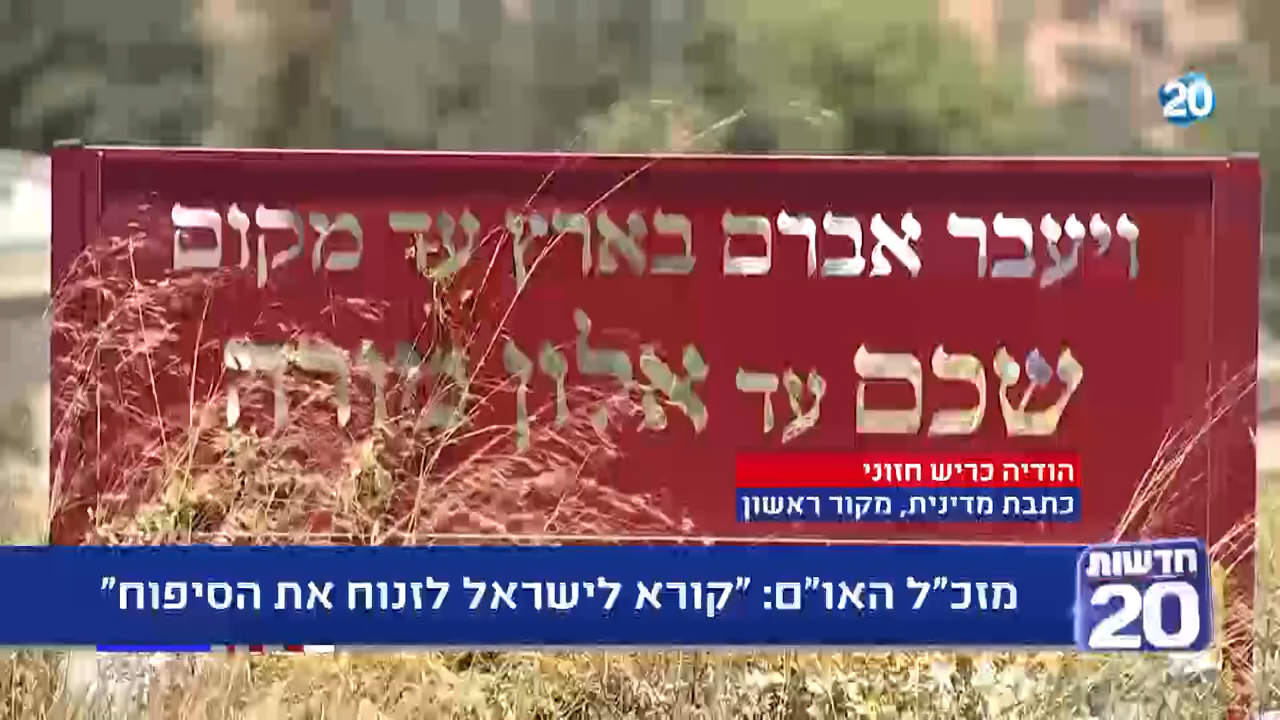 20
ויעבר אברם בארץ עד מקום
שכם עד אלון מורה
הודיה כריש חזוני
כתבת מדינית, מקור ראשון
מזכ"ל האו"ם: "קורא לישראל לזנוח את הסיפוח"
חדשות
20